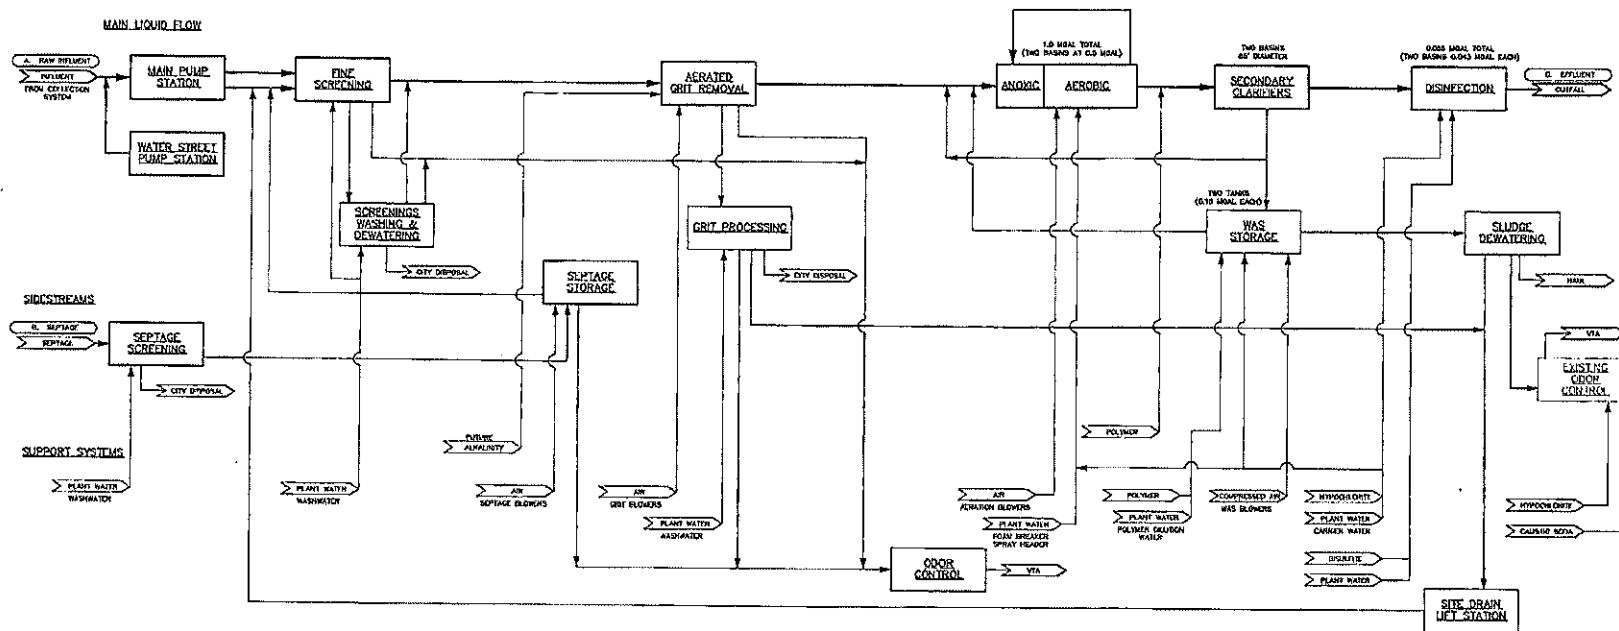 MAIN LIQUID FLOW
A. RAW INFLUENT
INFLUENT
FROM COLLECTION
SYSTEM
MAIN PUMP
STATION
WATER STREET
PUMP STATION
FINE
SCREENING
SCREENINGS
WASHING &
DEWATERING
CITY DISPOSAL
AERATED
GRIT REMOVAL
GRIT PROCESSING
CITY DISPOSAL
1.0 MGAL TOTAL
ANOXIC
AEROBIC
TWO BASINS
65' DIAMETER
SECONDARY
CLARIFIERS
(TWO BASINS 0.043 MGAL EACH)
DISINFECTION
EFFLUENT
OUTFALL
TWO TANKS
WAS
STORAGE
SLUDGE
DEWATERING
HAUL
SEPTAGE
STORAGE
SIDESTREAMS
B. SEPTAGE
SEPTAGE
SEPTAGE
SCREENING
CITY DISPOSAL
VTA
EXISTING
ODOR
CONTROL
SUPPORT SYSTEMS
PLANT WATER
WASHWATER
PLANT WATER
WASHWATER
FUTURE
ALKALINITY
AIR
SEPTAGE BLOWERS
AIR
GRIT BLOWERS
PLANT WATER
WASHWATER
AIR
AERATION BLOWERS
PLANT WATER
FOAM BREAKER
SPRAY HEADER
POLYMER
POLYMER
PLANT WATER
POLYMER DILUTION
WATER
COMPRESSED AIR
WAS BLOWERS
HYPOCHLORITE
PLANT WATER
CARRIER WATER
BISULFITE
PLANT WATER
HYPOCHLORITE
CAUSTIC SODA
ODOR
CONTROL
VTA
SITE DRAIN
LIFT STATION